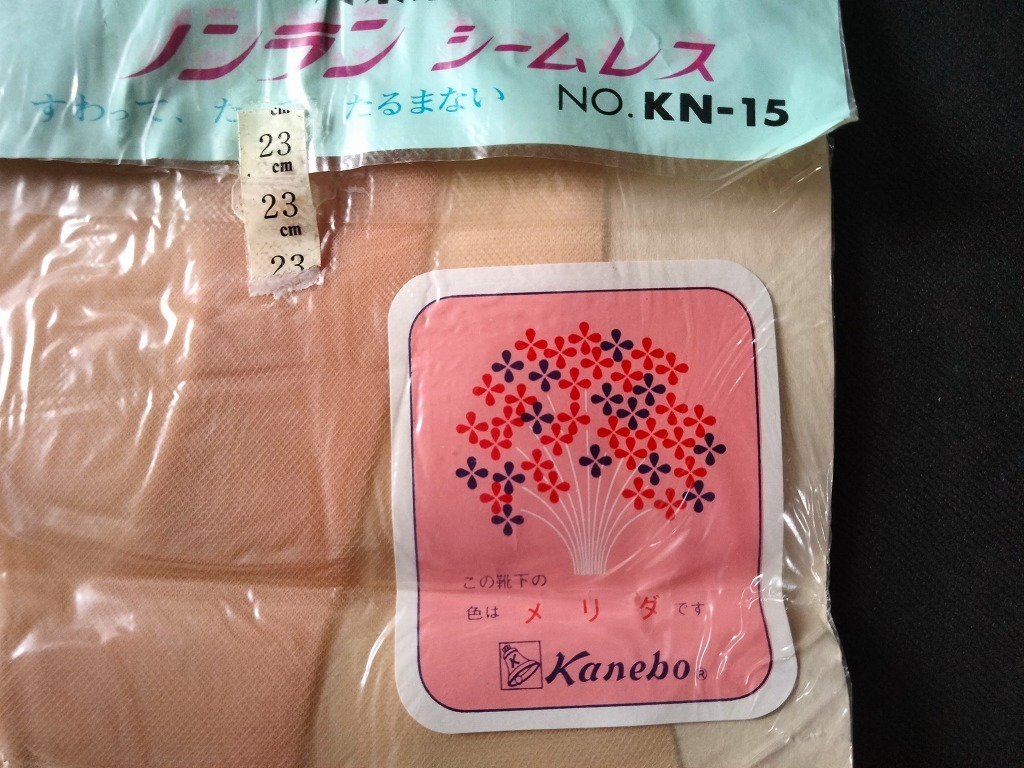 ノンラン シームレス
すわって、た たるまない
NO. KN-15
cm
23
cm
23
cm
23
この靴下の
色は メリダ です
K
Kanebo®